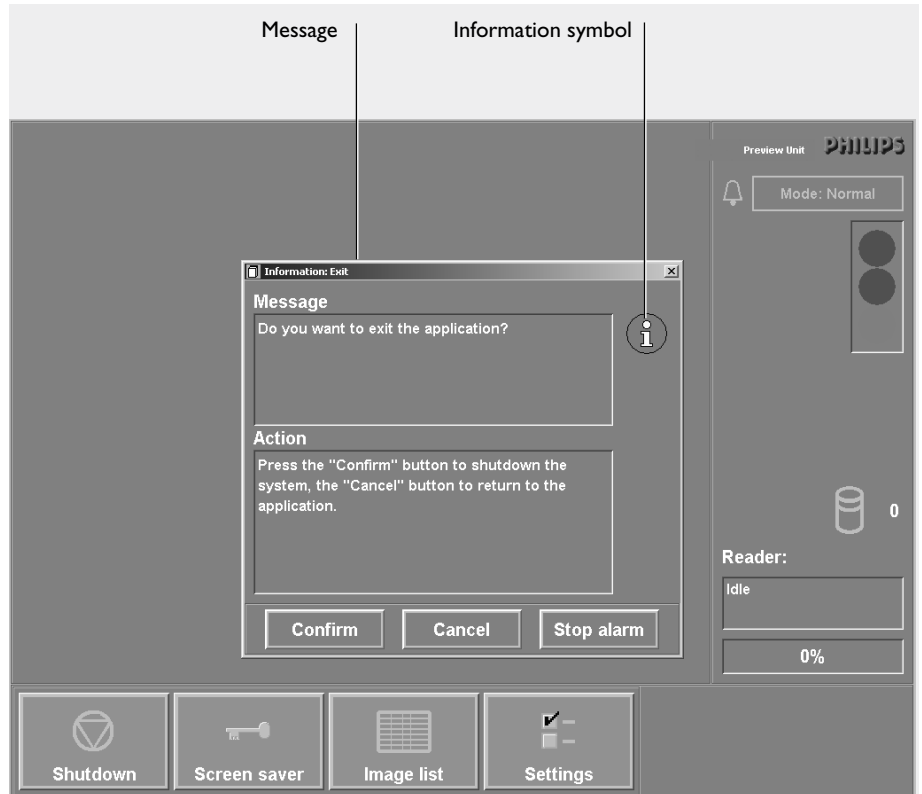 Message
Information symbol
Preview Unit
PHILIPS
Mode: Normal
Information: Exit
Message
Do you want to exit the application?
Action
Press the "Confirm" button to shutdown the
system, the "Cancel" button to return to the
application.
Confirm
Cancel
Stop alarm
0
Reader:
Idle
0%
Shutdown
Screen saver
Image list
Settings